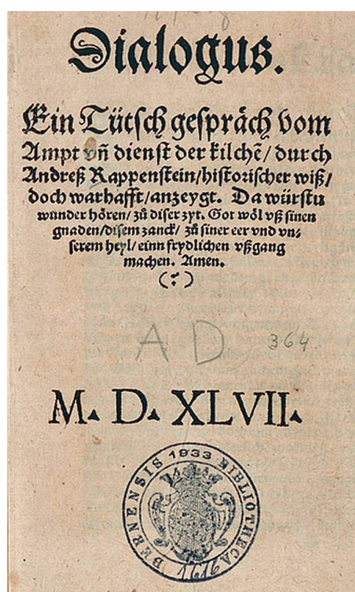 Dialogus.
Ein Tütsch gespräch vom
Ampt vñ dienst der kilchẽ/durch
Andreß Rappenstein/historischer wiß/
doch warhafft/anzeygt. Da würstu
wunder hören/zů diser zyt. Got wöl vß sinen
gnaden/disem zanck/zů siner eer vnd vn-
serem heyl/einn frydlichen vßgang
machen. Amen.
A D 364
M. D. XLVII.
BERNENSIS 1933 BIBLIOTHECA
1616